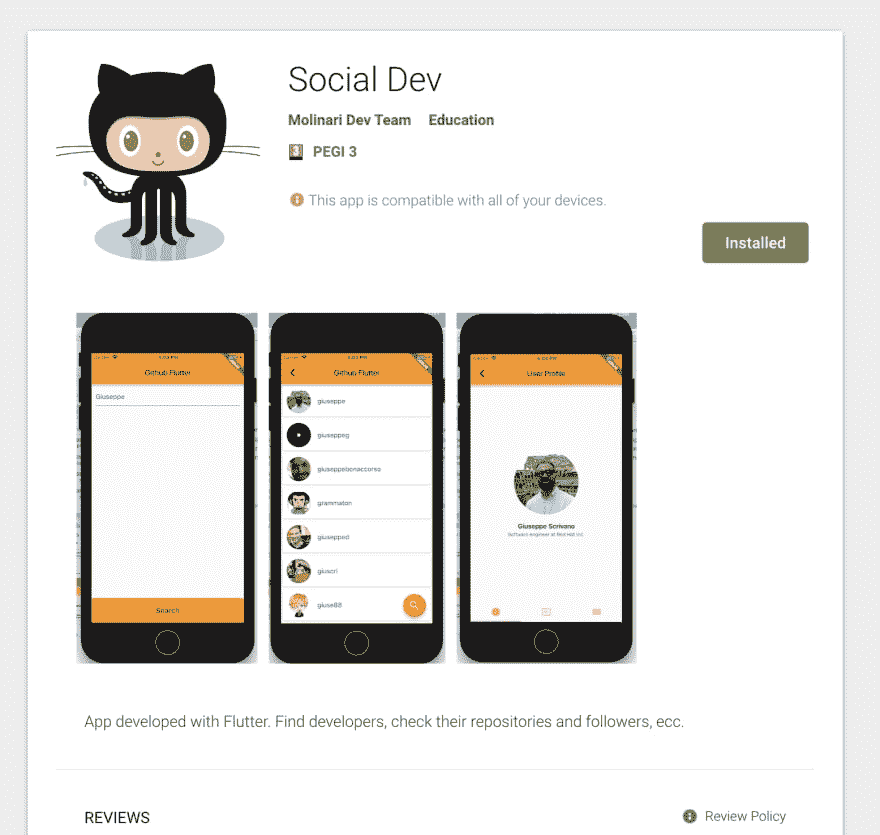 Social Dev
Molinari Dev Team Education
PEGI 3
This app is compatible with all of your devices.
Installed
Github Flutter
Giuseppe
Search
Github Flutter
giuseppe
giuseppeg
giuseppebonaccorso
grammaton
giusepped
giuscri
giuse88
User Profile
Giuseppe Scrivano
Software engineer at Red Hat Inc.
App developed with Flutter. Find developers, check their repositories and followers, ecc.
REVIEWS
Review Policy